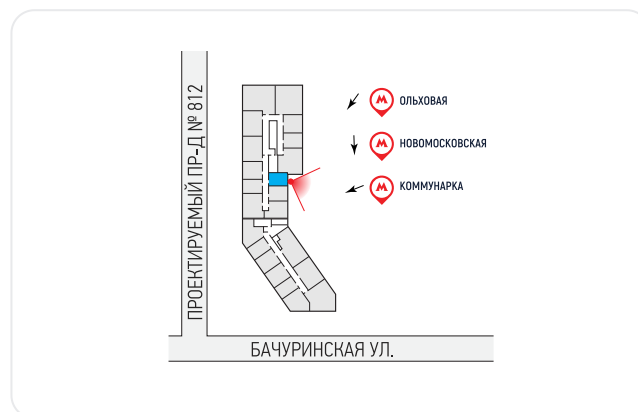 ПРОЕКТИРУЕМЫЙ ПР-Д № 812
М ОЛЬХОВАЯ
М НОВОМОСКОВСКАЯ
М КОММУНАРКА
БАЧУРИНСКАЯ УЛ.